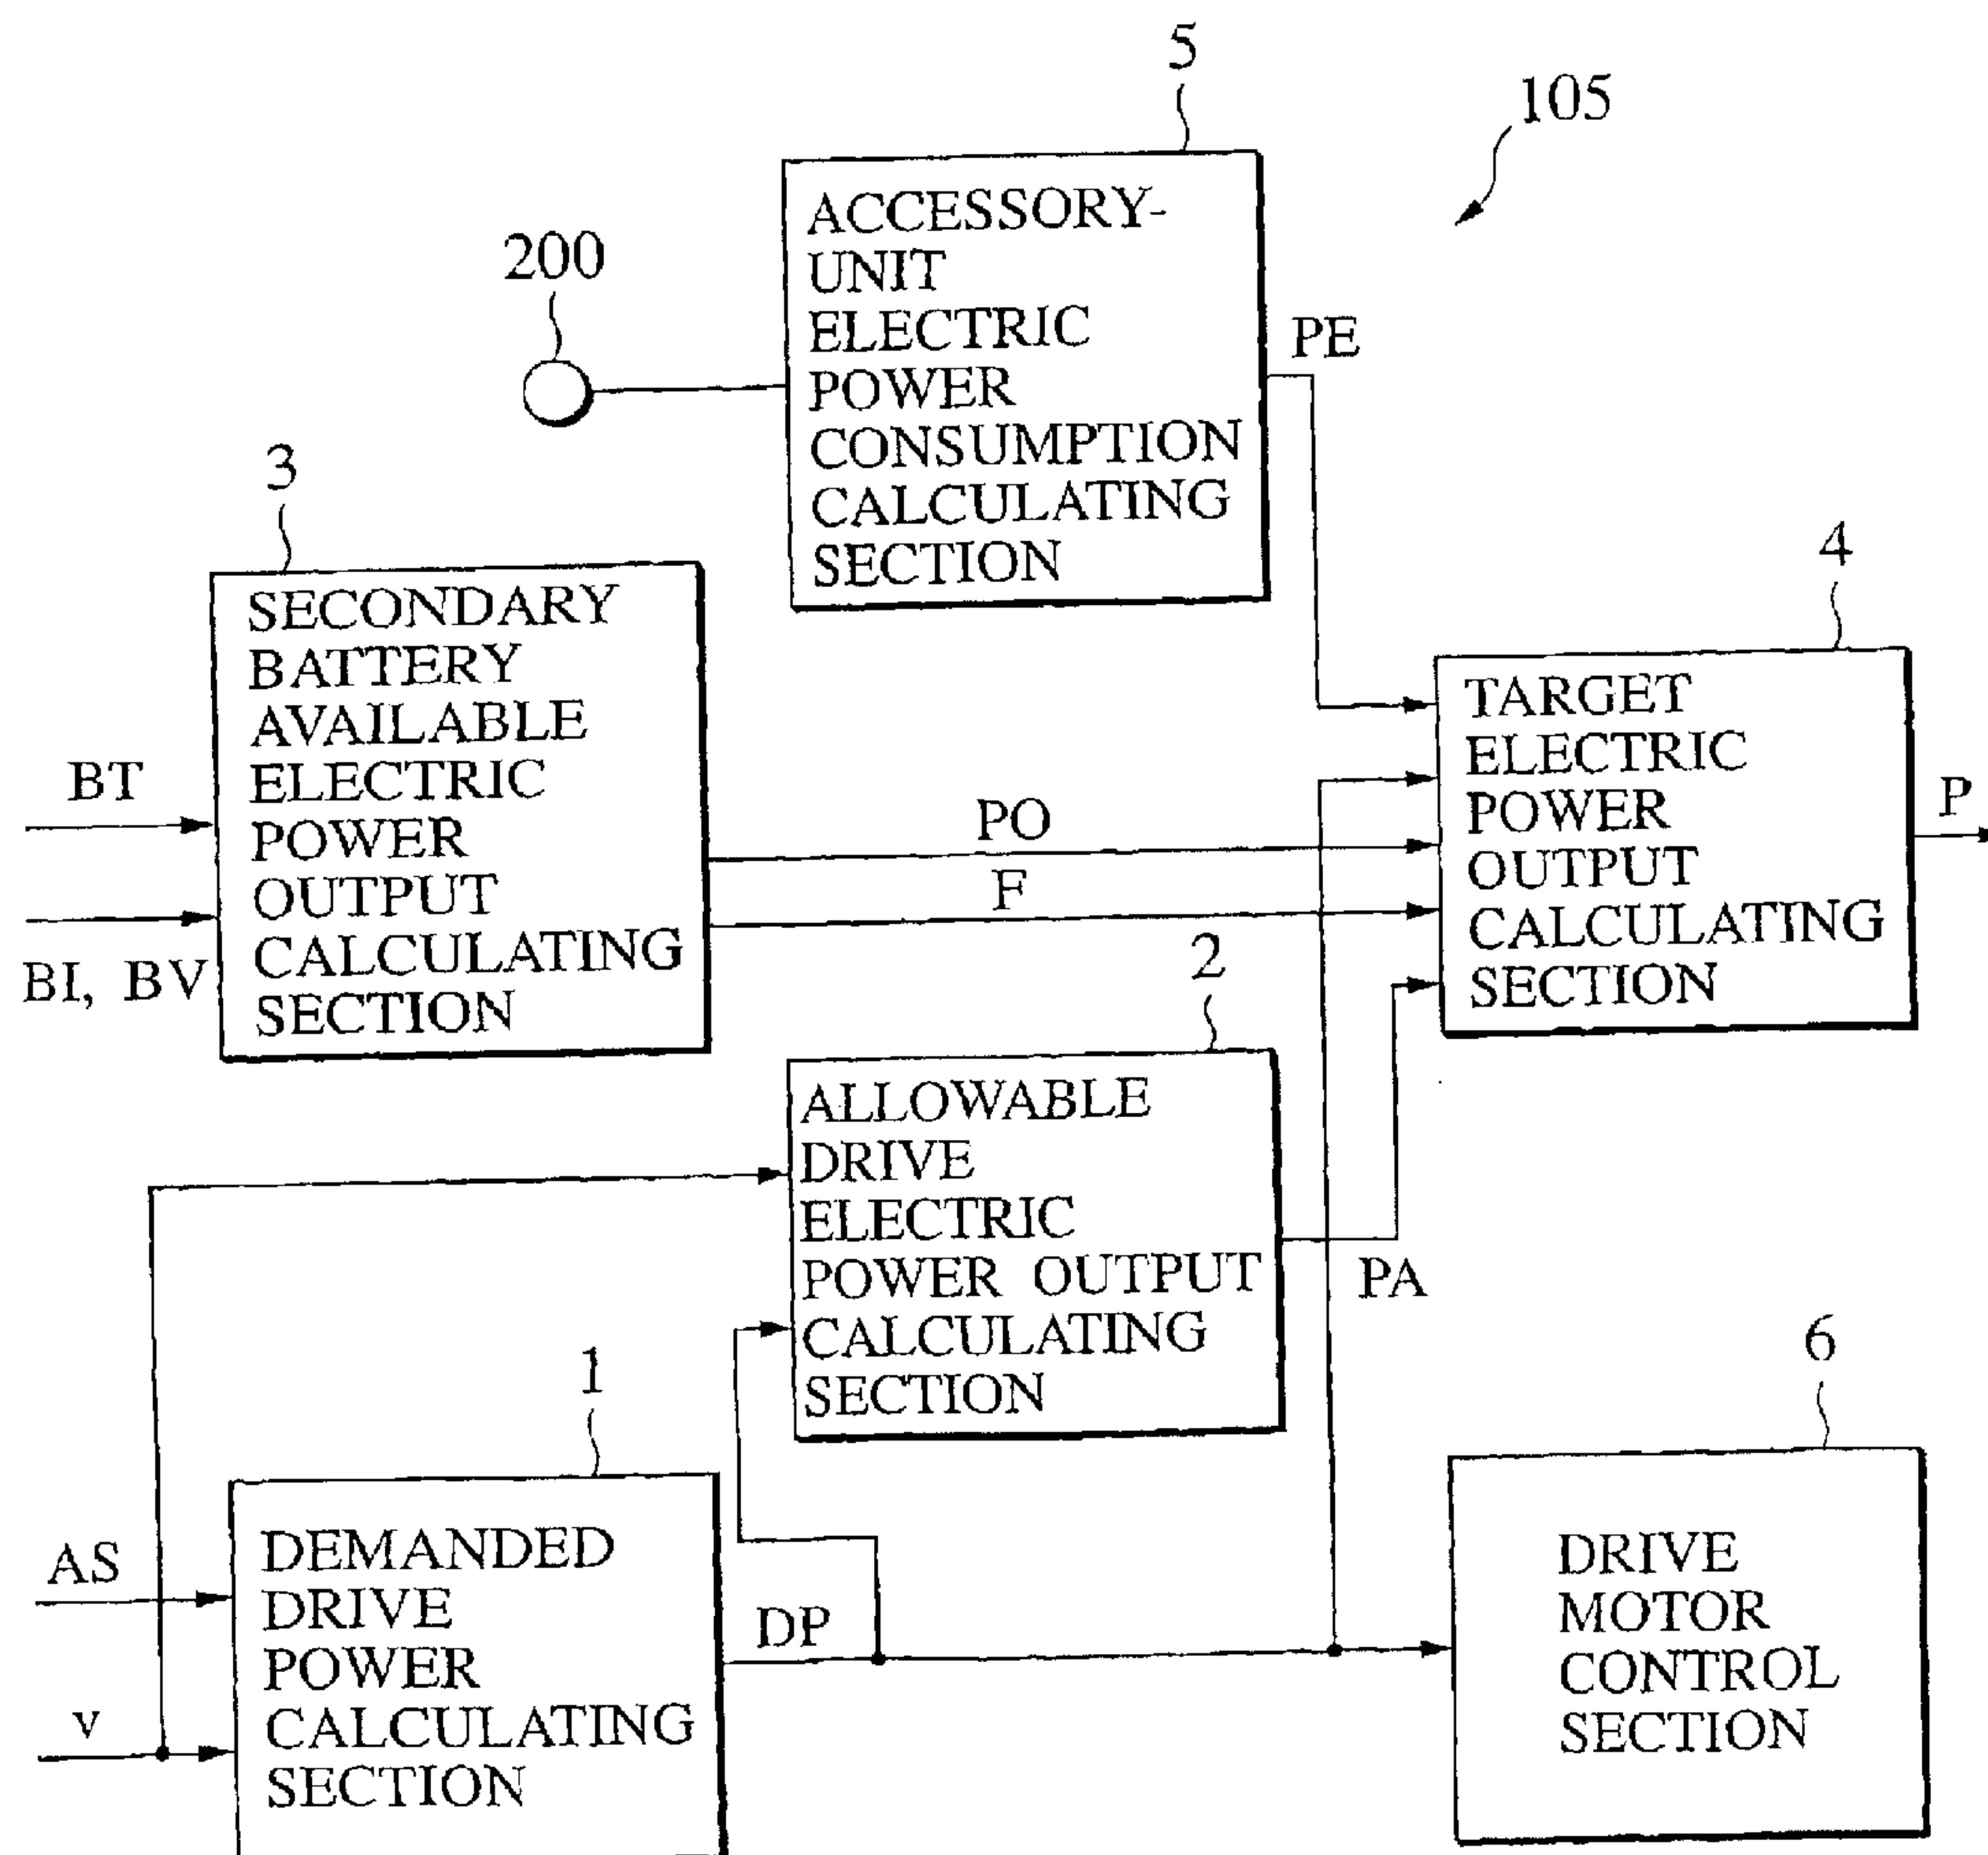 5
105
ACCESSORY-
UNIT
ELECTRIC
POWER
CONSUMPTION
CALCULATING
SECTION
200
PE
3
SECONDARY
BATTERY
AVAILABLE
ELECTRIC
POWER
OUTPUT
CALCULATING
SECTION
BT
BI, BV
PO
F
4
TARGET
ELECTRIC
POWER
OUTPUT
CALCULATING
SECTION
P
2
ALLOWABLE
DRIVE
ELECTRIC
POWER OUTPUT
CALCULATING
SECTION
PA
1
DEMANDED
DRIVE
POWER
CALCULATING
SECTION
AS
v
DP
6
DRIVE
MOTOR
CONTROL
SECTION